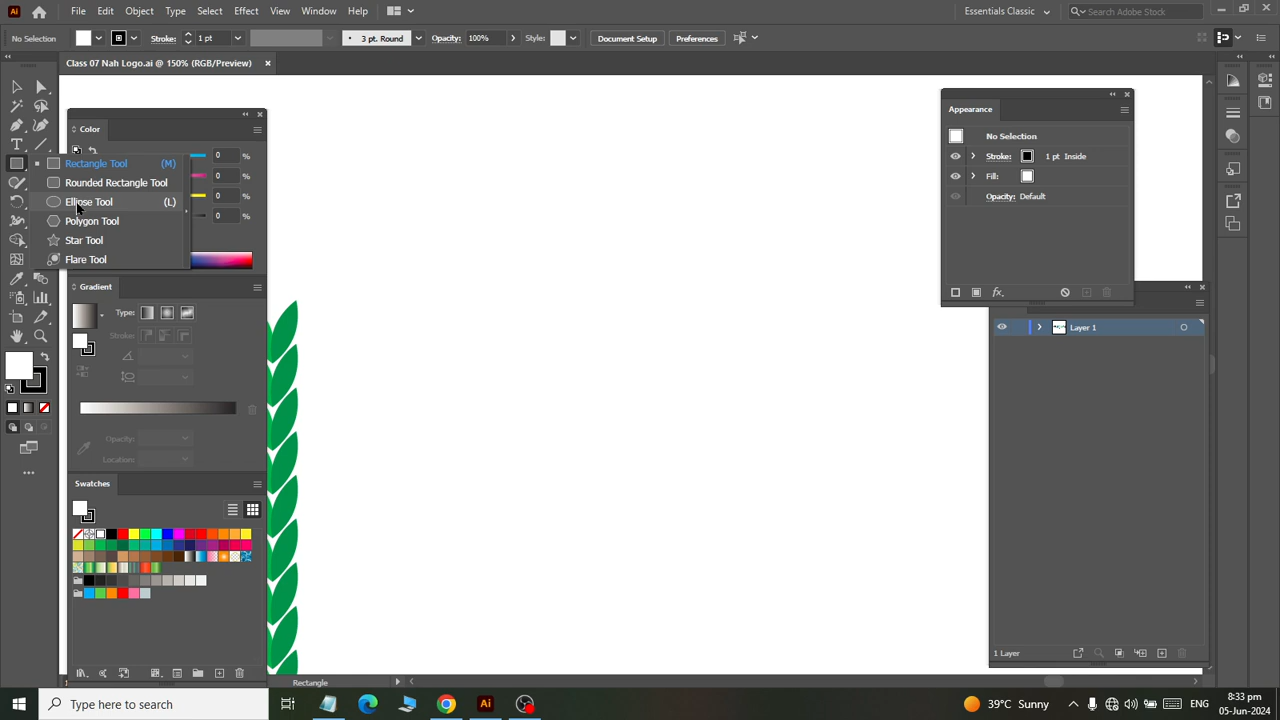 Ai File Edit Object Type Select Effect View Window Help Essentials Classic Search Adobe Stock
No Selection Stroke: 1 pt 3 pt. Round Opacity: 100% Style: Document Setup Preferences
Class 07 Nah Logo.ai @ 150% (RGB/Preview)
Color
0 %
0 %
0 %
0 %
Rectangle Tool (M)
Rounded Rectangle Tool
Ellipse Tool (L)
Polygon Tool
Star Tool
Flare Tool
Gradient
Type:
Stroke:
Opacity:
Location:
Swatches
Appearance
No Selection
Stroke: 1 pt Inside
Fill:
Opacity: Default
fx
Layer 1
1 Layer
Rectangle
Type here to search
Ai
39°C Sunny
ENG
8:33 pm
05-Jun-2024